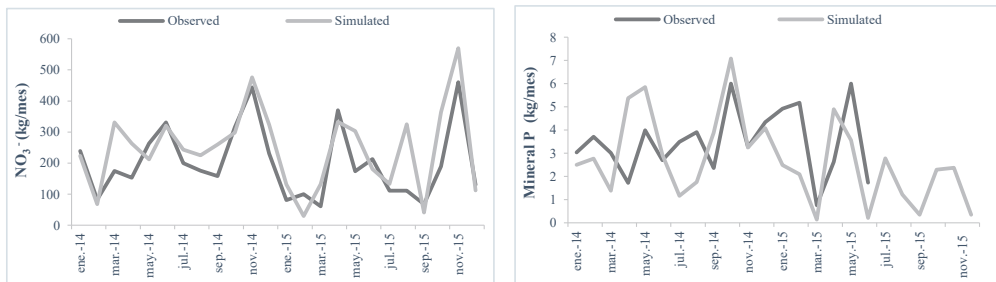 Observed Simulated
600
500
400
300
200
100
0
NO₃⁻ (kg/mes)
ene.-14 mar.-14 may.-14 jul.-14 sep.-14 nov.-14 ene.-15 mar.-15 may.-15 jul.-15 sep.-15 nov.-15
Observed Simulated
8
7
6
5
4
3
2
1
0
Mineral P (kg/mes)
ene.-14 mar.-14 may.-14 jul.-14 sep.-14 nov.-14 ene.-15 mar.-15 may.-15 jul.-15 sep.-15 nov.-15